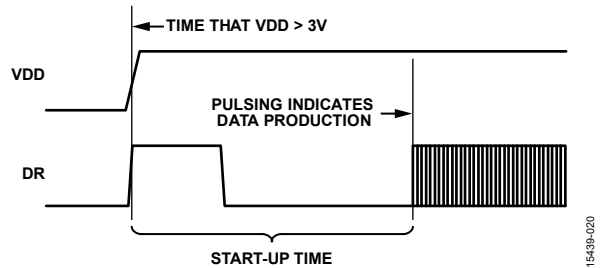 TIME THAT VDD > 3V
VDD
PULSING INDICATES
DATA PRODUCTION
DR
START-UP TIME
15439-020